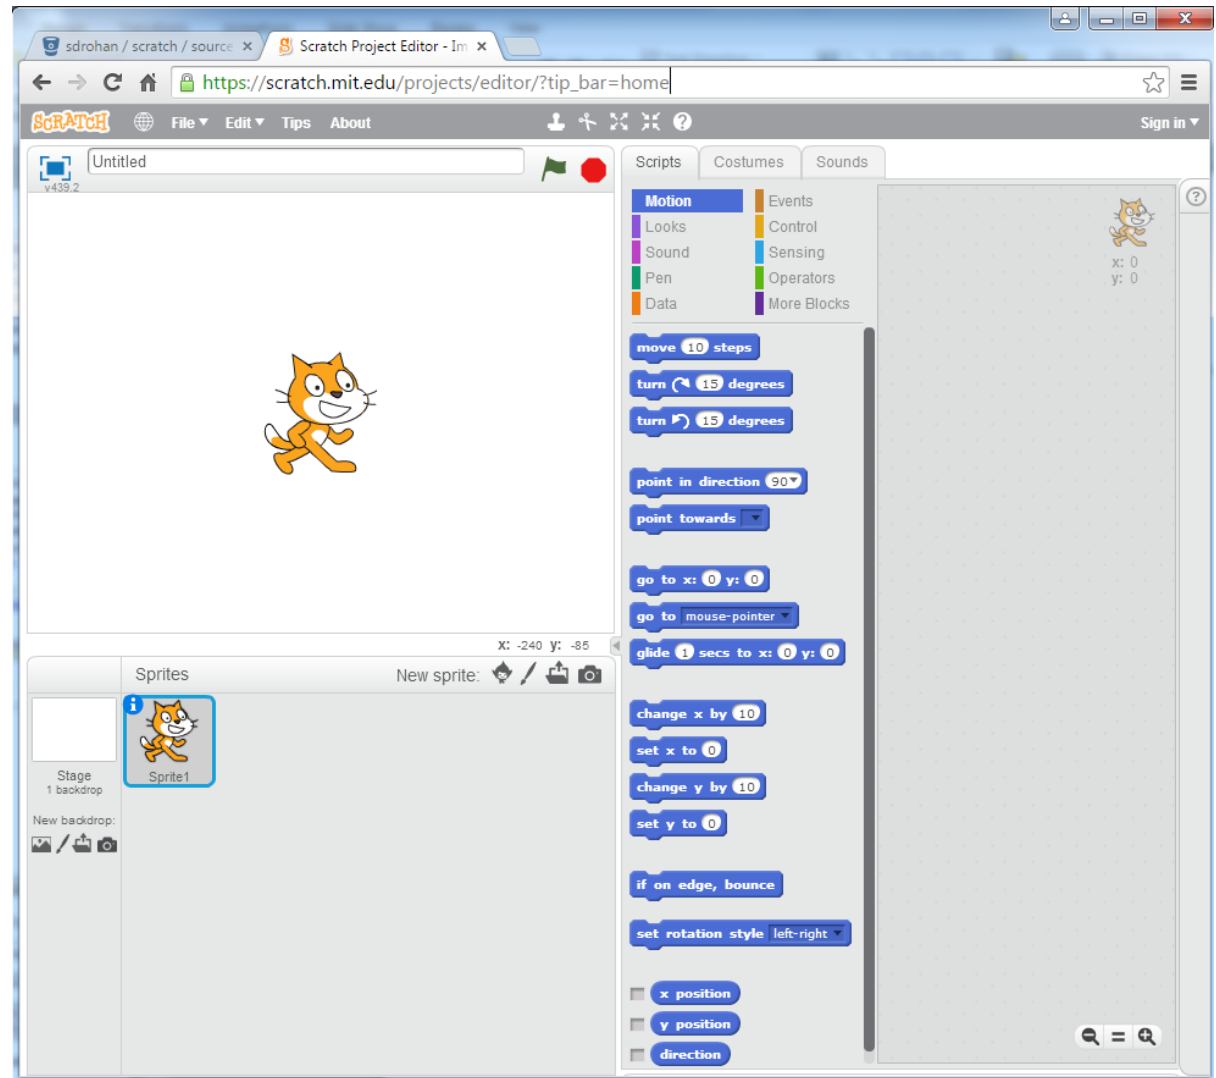 sdrohan / scratch / source
Scratch Project Editor - Im
https://scratch.mit.edu/projects/editor/?tip_bar=home
SCRATCH File Edit Tips About Sign in
Untitled
v439.2
Scripts Costumes Sounds
Motion Events
Looks Control
Sound Sensing
Pen Operators
Data More Blocks
x: 0
y: 0
?
move 10 steps
turn 15 degrees
turn 15 degrees
point in direction 90
point towards
go to x: 0 y: 0
go to mouse-pointer
glide 1 secs to x: 0 y: 0
change x by 10
set x to 0
change y by 10
set y to 0
if on edge, bounce
set rotation style left-right
x position
y position
direction
X: -240 y: -85
Sprites New sprite:
Sprite1
Stage
1 backdrop
New backdrop: